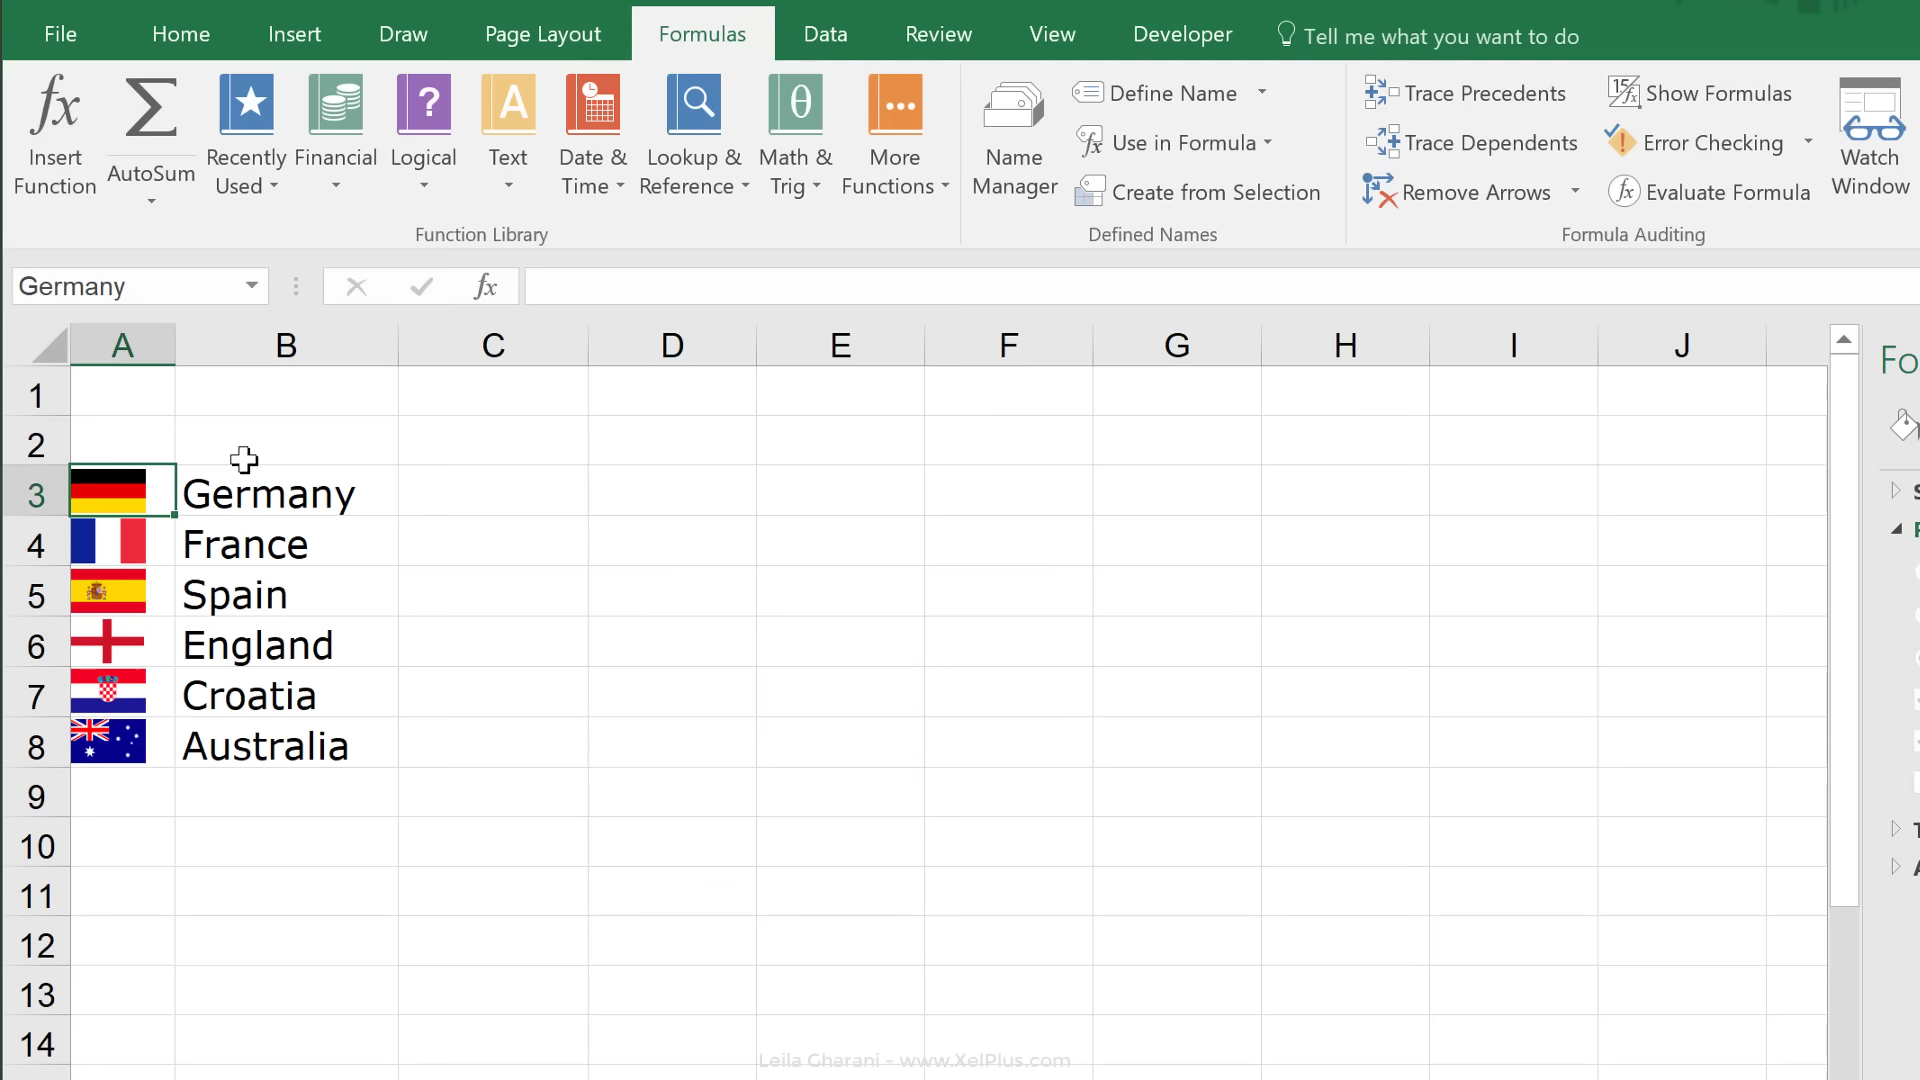 File Home Insert Draw Page Layout Formulas Data Review View Developer Tell me what you want to do
Insert Function
AutoSum
Recently Used
Financial
Logical
Text
Date & Time
Lookup & Reference
Math & Trig
More Functions
Function Library
Name Manager
Define Name
Use in Formula
Create from Selection
Defined Names
Trace Precedents
Trace Dependents
Remove Arrows
Show Formulas
Error Checking
Evaluate Formula
Formula Auditing
Watch Window
Germany fx
A B C D E F G H I J
Fo
1
2
3 Germany
4 France
5 Spain
6 England
7 Croatia
8 Australia
9
10
11
12
13
14
Leila Gharani - www.XelPlus.com